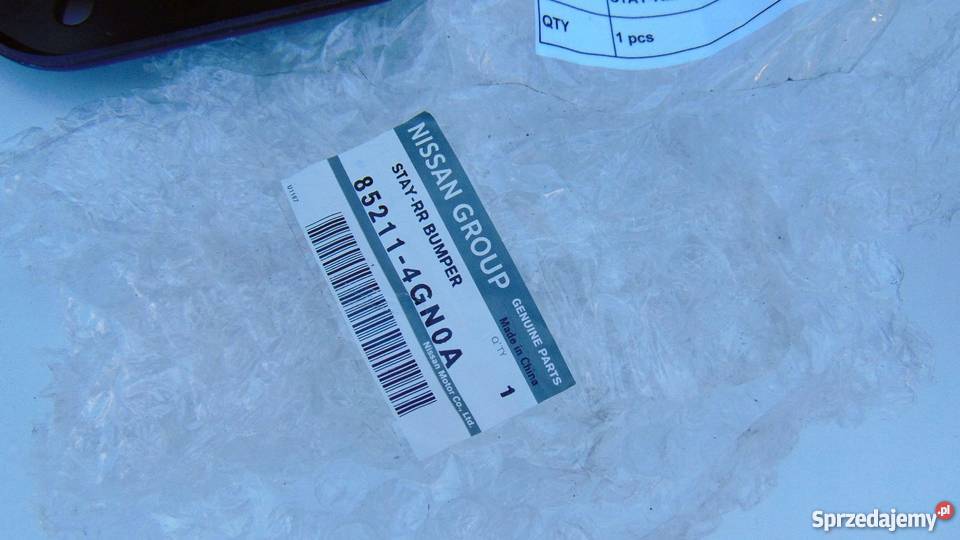 QTY
1 pcs
NISSAN GROUP GENUINE PARTS
Made in China
STAY-RR BUMPER
Q'TY
85211-4GN0A 1
Nissan Motor Co., Ltd.
U1167
Sprzedajemy.pl